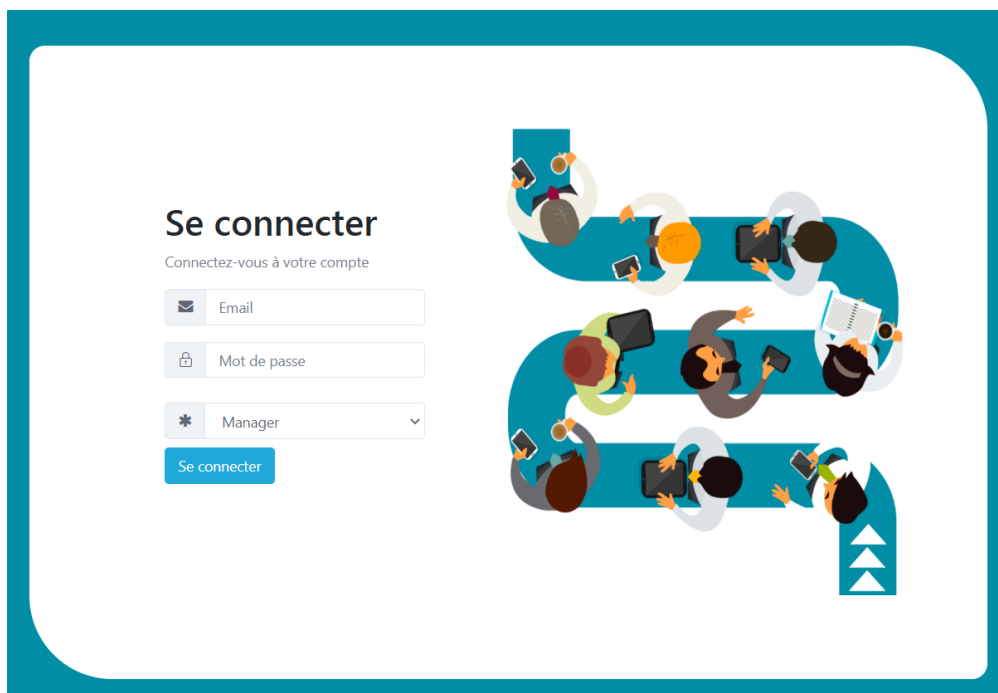 Se connecter
Connectez-vous à votre compte
Email
Mot de passe
Manager
Se connecter